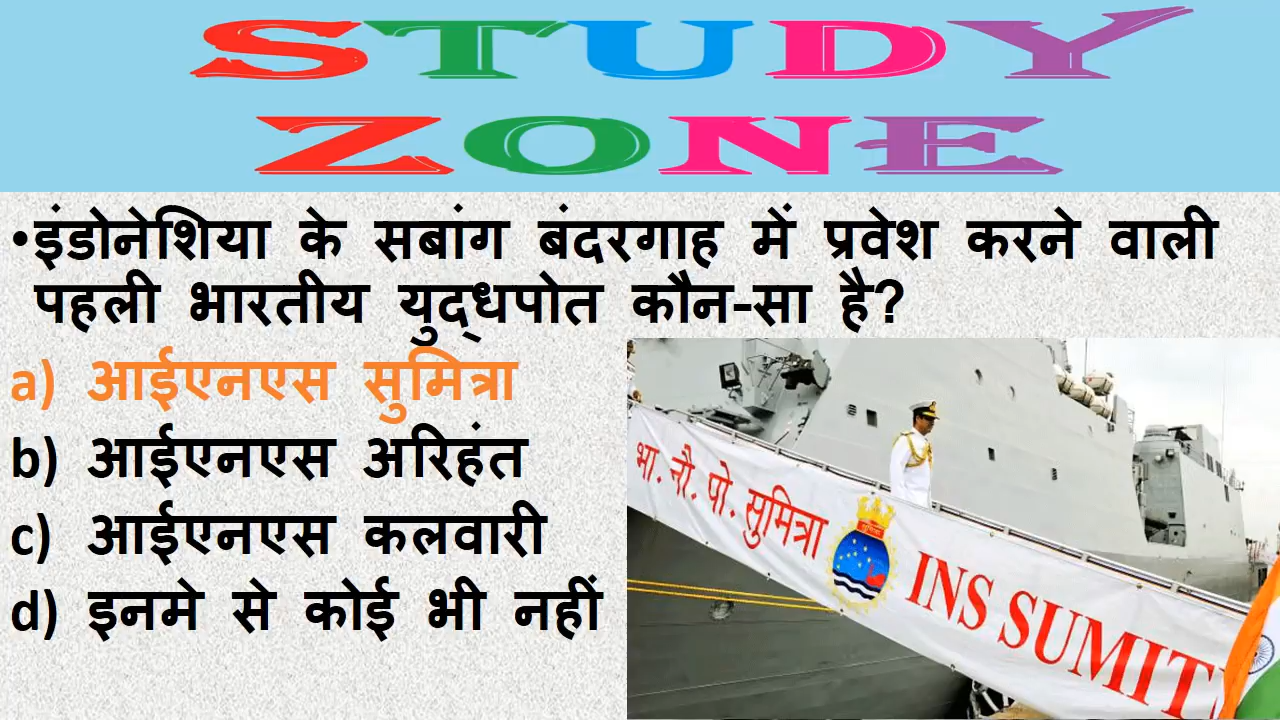 STUDY
ZONE
•इंडोनेशिया के सबांग बंदरगाह में प्रवेश करने वाली
पहली भारतीय युद्धपोत कौन-सा है?
a) आईएनएस सुमित्रा
b) आईएनएस अरिहंत
c) आईएनएस कलवारी
d) इनमे से कोई भी नहीं
भा. नौ. पो. सुमित्रा
INS SUMIT